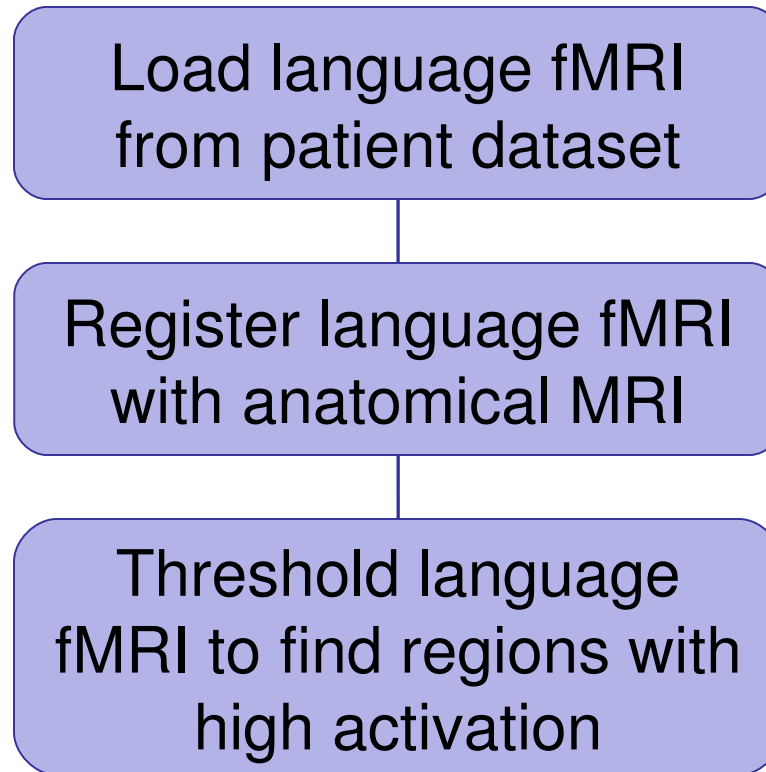 Load language fMRI
from patient dataset
Register language fMRI
with anatomical MRI
Threshold language
fMRI to find regions with
high activation